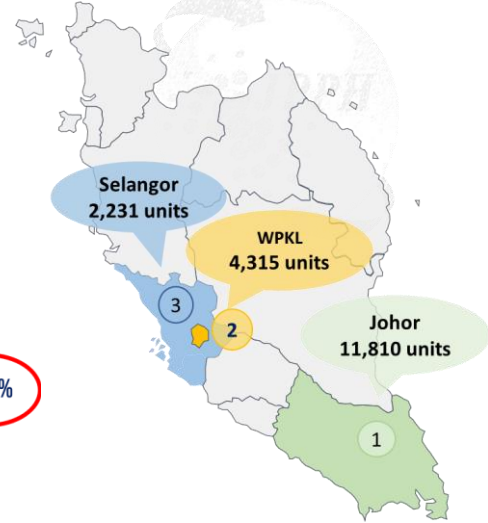 Selangor
2,231 units
WPKL
4,315 units
3
2
Johor
11,810 units
%
1